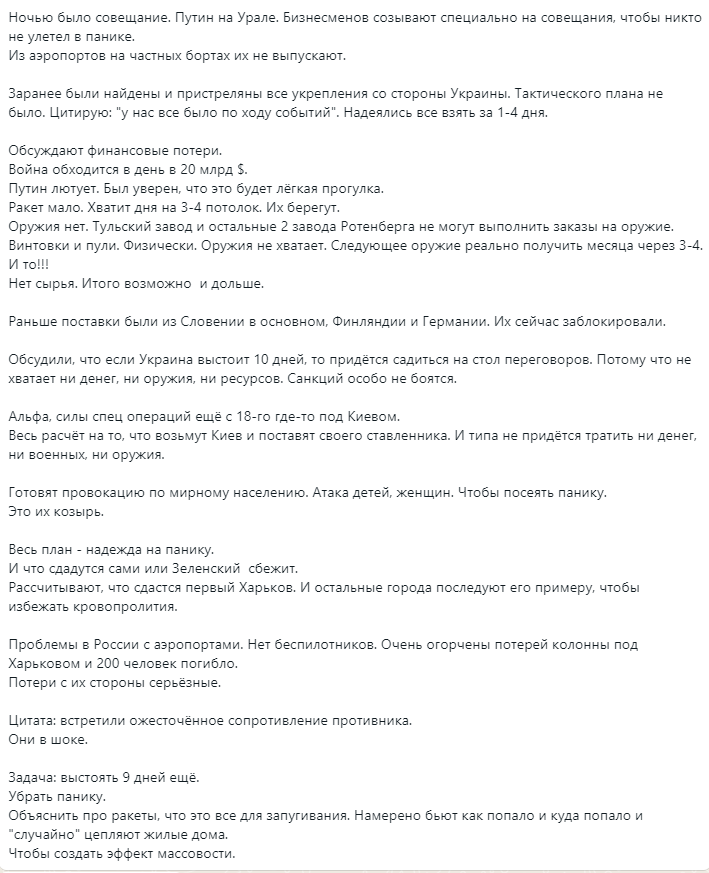 Ночью было совещание. Путин на Урале. Бизнесменов созывают специально на совещания, чтобы никто
не улетел в панике.
Из аэропортов на частных бортах их не выпускают.

Заранее были найдены и пристреляны все укрепления со стороны Украины. Тактического плана не
было. Цитирую: "у нас все было по ходу событий". Надеялись все взять за 1-4 дня.

Обсуждают финансовые потери.
Война обходится в день в 20 млрд $.
Путин лютует. Был уверен, что это будет лёгкая прогулка.
Ракет мало. Хватит дня на 3-4 потолок. Их берегут.
Оружия нет. Тульский завод и остальные 2 завода Ротенберга не могут выполнить заказы на оружие.
Винтовки и пули. Физически. Оружия не хватает. Следующее оружие реально получить месяца через 3-4.
И то!!!
Нет сырья. Итого возможно  и дольше.

Раньше поставки были из Словении в основном, Финляндии и Германии. Их сейчас заблокировали.

Обсудили, что если Украина выстоит 10 дней, то придётся садиться на стол переговоров. Потому что не
хватает ни денег, ни оружия, ни ресурсов. Санкций особо не боятся.

Альфа, силы спец операций ещё с 18-го где-то под Киевом.
Весь расчёт на то, что возьмут Киев и поставят своего ставленника. И типа не придётся тратить ни денег,
ни военных, ни оружия.

Готовят провокацию по мирному населению. Атака детей, женщин. Чтобы посеять панику.
Это их козырь.

Весь план - надежда на панику.
И что сдадутся сами или Зеленский  сбежит.
Рассчитывают, что сдастся первый Харьков. И остальные города последуют его примеру, чтобы
избежать кровопролития.

Проблемы в России с аэропортами. Нет беспилотников. Очень огорчены потерей колонны под
Харьковом и 200 человек погибло.
Потери с их стороны серьёзные.

Цитата: встретили ожесточённое сопротивление противника.
Они в шоке.

Задача: выстоять 9 дней ещё.
Убрать панику.
Объяснить про ракеты, что это все для запугивания. Намерено бьют как попало и куда попало и
"случайно" цепляют жилые дома.
Чтобы создать эффект массовости.